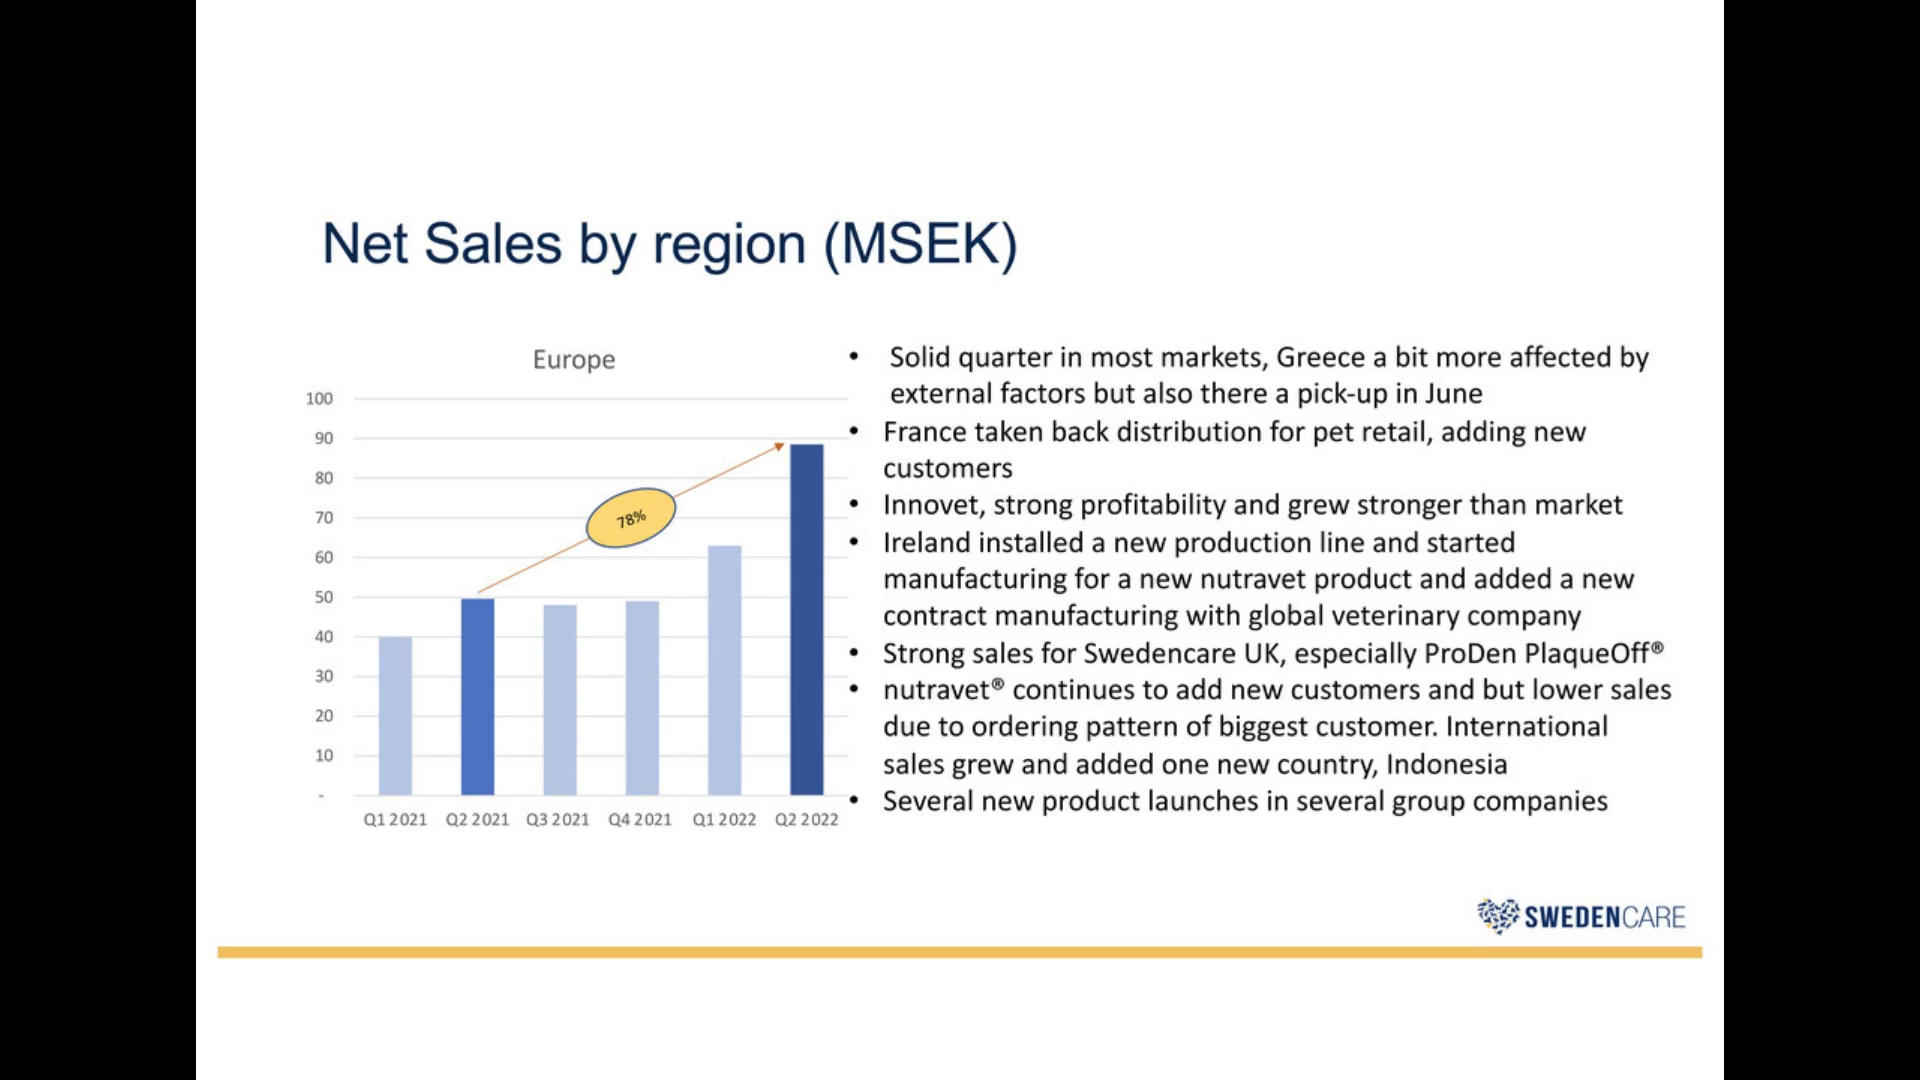 Net Sales by region (MSEK)
Europe
100
90
80
70
60
50
40
30
20
10
-
78%
Q1 2021 Q2 2021 Q3 2021 Q4 2021 Q1 2022 Q2 2022
• Solid quarter in most markets, Greece a bit more affected by
external factors but also there a pick-up in June
• France taken back distribution for pet retail, adding new
customers
• Innovet, strong profitability and grew stronger than market
• Ireland installed a new production line and started
manufacturing for a new nutravet product and added a new
contract manufacturing with global veterinary company
• Strong sales for Swedencare UK, especially ProDen PlaqueOff®
• nutravet® continues to add new customers and but lower sales
due to ordering pattern of biggest customer. International
sales grew and added one new country, Indonesia
• Several new product launches in several group companies
SWEDENCARE